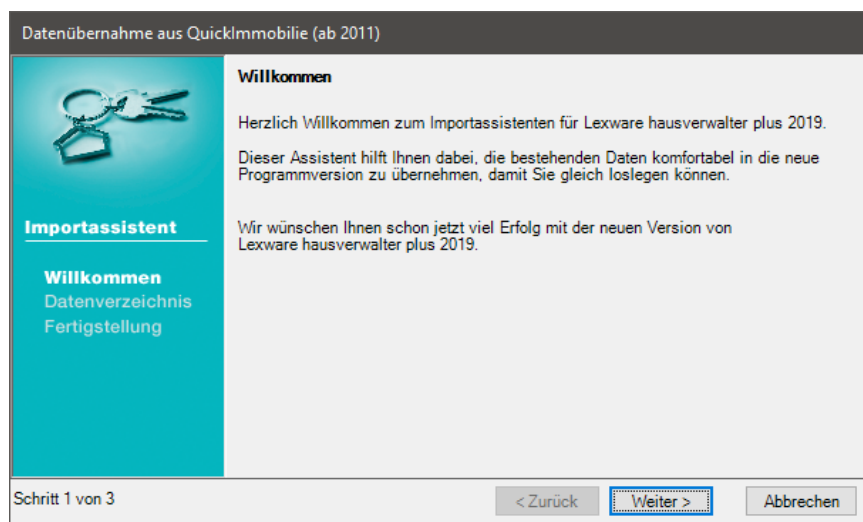 Datenübernahme aus QuickImmobilie (ab 2011)
Importassistent
Willkommen
Datenverzeichnis
Fertigstellung
Willkommen
Herzlich Willkommen zum Importassistenten für Lexware hausverwalter plus 2019.
Dieser Assistent hilft Ihnen dabei, die bestehenden Daten komfortabel in die neue
Programmversion zu übernehmen, damit Sie gleich loslegen können.
Wir wünschen Ihnen schon jetzt viel Erfolg mit der neuen Version von
Lexware hausverwalter plus 2019.
Schritt 1 von 3
< Zurück
Weiter >
Abbrechen